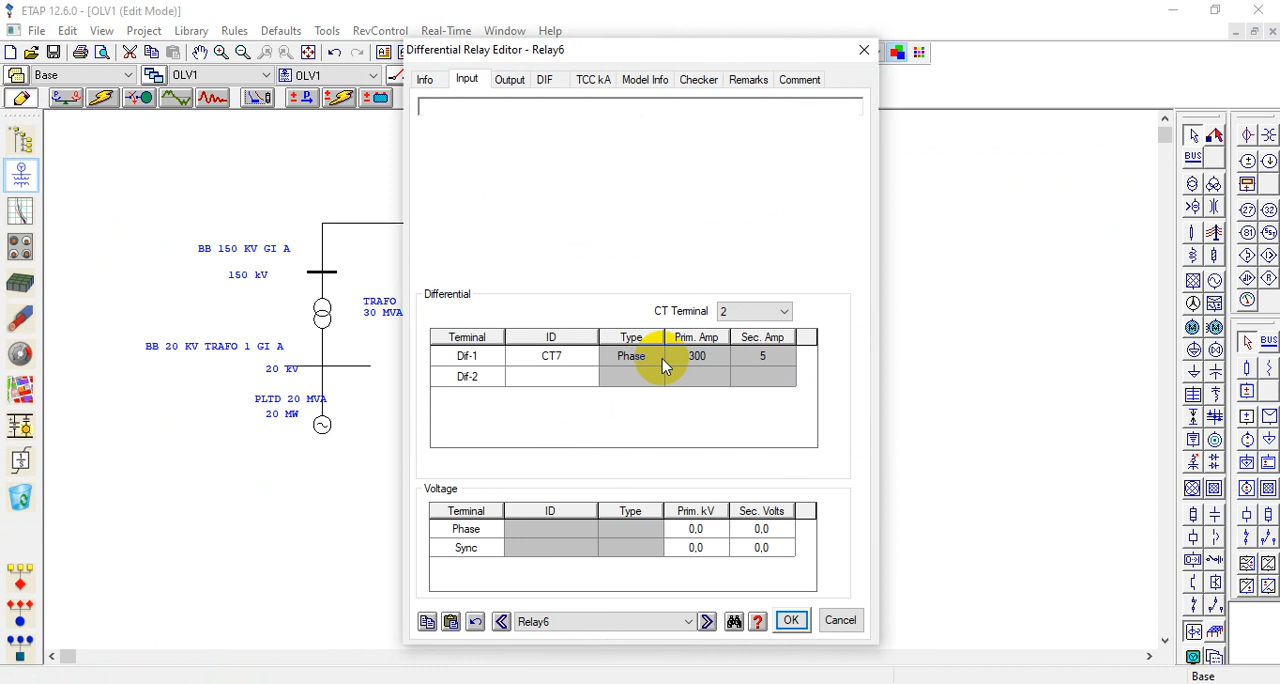 ETAP 12.6.0 - [OLV1 (Edit Mode)]
File Edit View Project Library Rules Defaults Tools RevControl Real-Time Window Help
Base OLV1 OLV1
Differential Relay Editor - Relay6
Info Input Output DIF TCC kA Model Info Checker Remarks Comment
BB 150 KV GI A
150 kV
TRAFO
30 MVA
BB 20 KV TRAFO 1 GI A
20 kV
PLTD 20 MVA
20 MW
Differential
CT Terminal 2
Terminal ID Type Prim. Amp Sec. Amp
Dif-1 CT7 Phase 300 5
Dif-2
Voltage
Terminal ID Type Prim. kV Sec. Volts
Phase 0,0 0,0
Sync 0,0 0,0
Relay6
? OK Cancel
BUS
27 32
81
R
BUS
Base